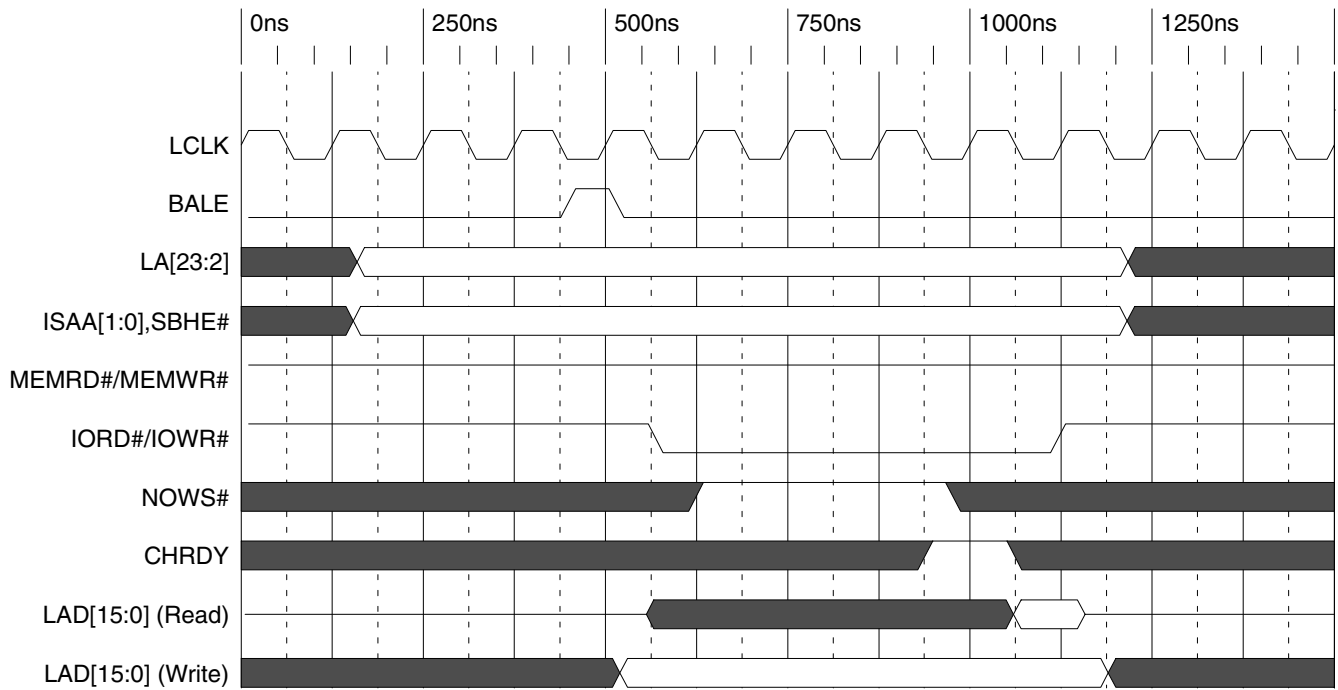 0ns 250ns 500ns 750ns 1000ns 1250ns
LCLK
BALE
LA[23:2]
ISAA[1:0],SBHE#
MEMRD#/MEMWR#
IORD#/IOWR#
NOWS#
CHRDY
LAD[15:0] (Read)
LAD[15:0] (Write)